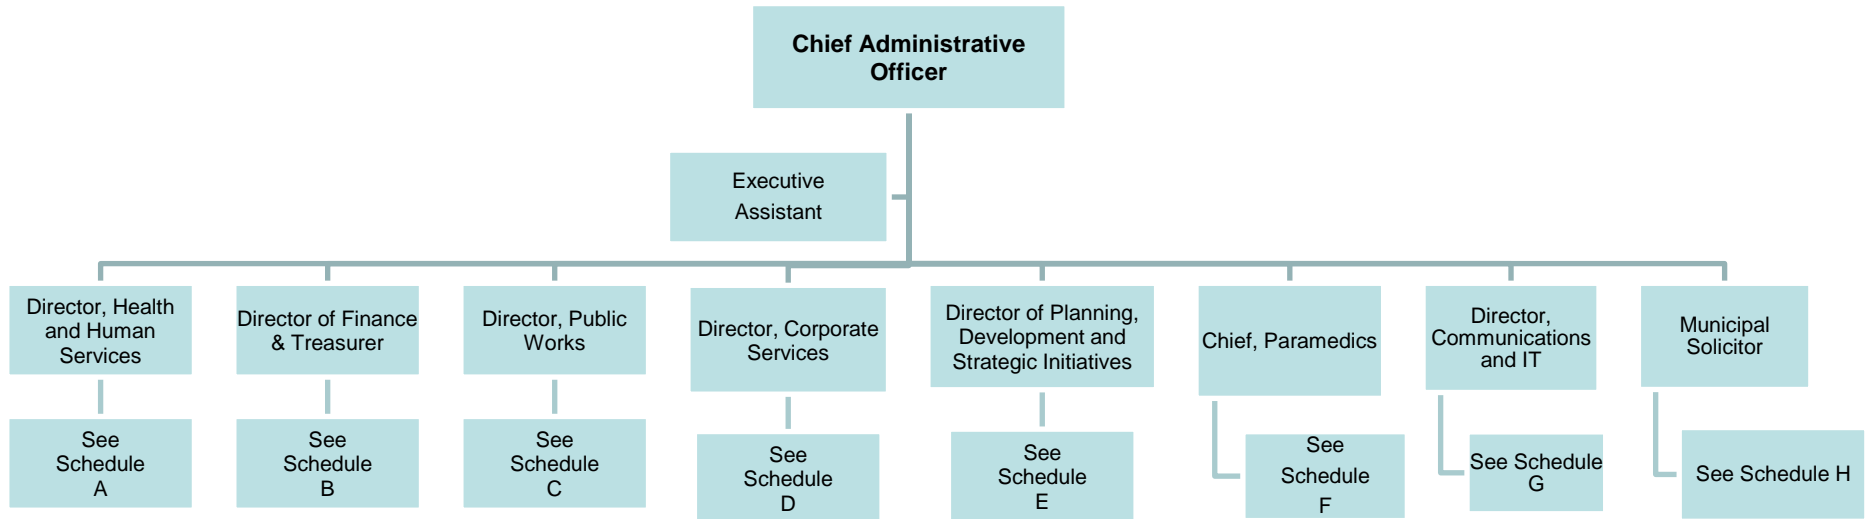 Chief Administrative
Officer
Executive
Assistant
Director, Health
and Human
Services
Director of Finance
& Treasurer
Director, Public
Works
Director, Corporate
Services
Director of Planning,
Development and
Strategic Initiatives
Chief, Paramedics
Director,
Communications
and IT
Municipal
Solicitor
See
Schedule
A
See
Schedule
B
See
Schedule
C
See
Schedule
D
See
Schedule
E
See
Schedule
F
See Schedule
G
See Schedule H